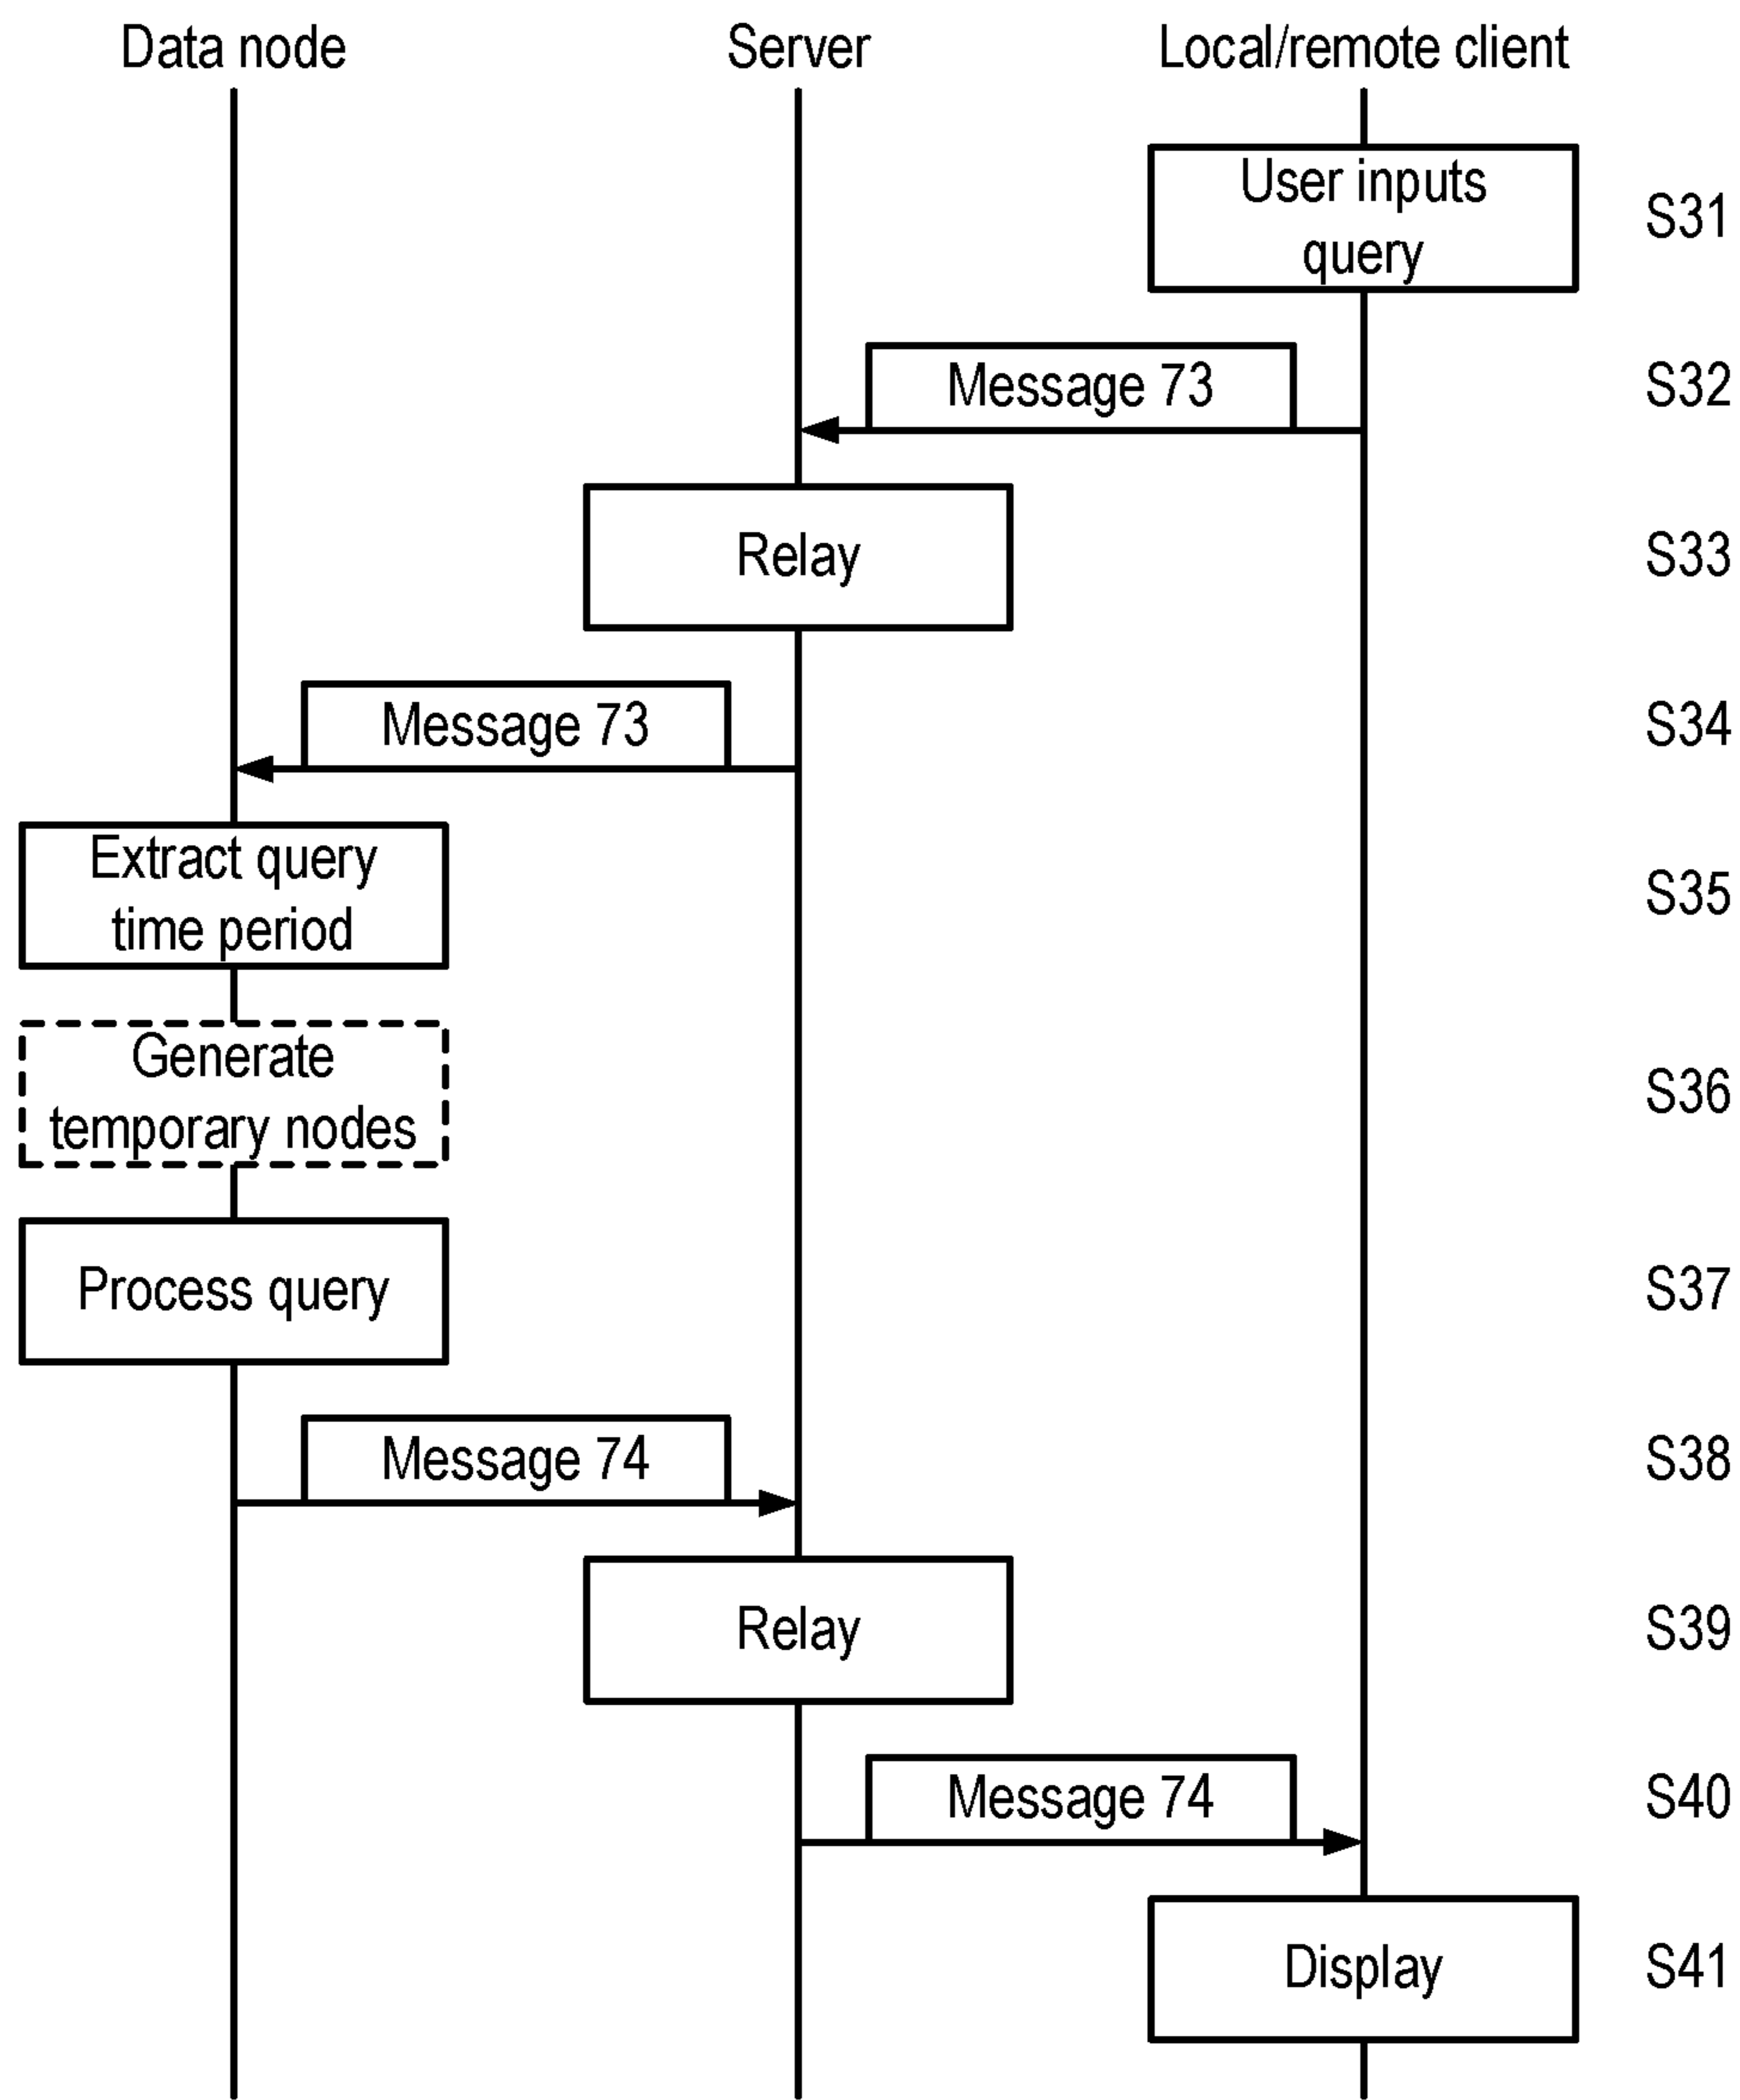 Data node
Server
Local/remote client
User inputs
query
S31
Message 73
S32
Relay
S33
Message 73
S34
Extract query
time period
S35
Generate
temporary nodes
S36
Process query
S37
Message 74
S38
Relay
S39
Message 74
S40
Display
S41